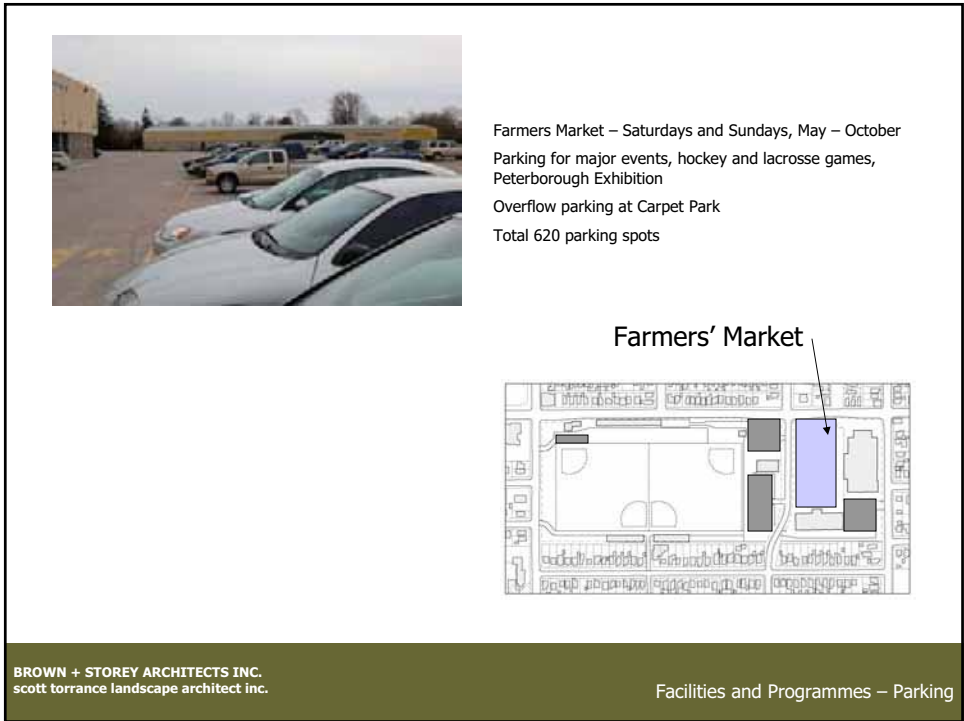 Farmers Market – Saturdays and Sundays, May – October
Parking for major events, hockey and lacrosse games,
Peterborough Exhibition
Overflow parking at Carpet Park
Total 620 parking spots
Farmers’ Market
BROWN + STOREY ARCHITECTS INC.
scott torrance landscape architect inc.
Facilities and Programmes – Parking